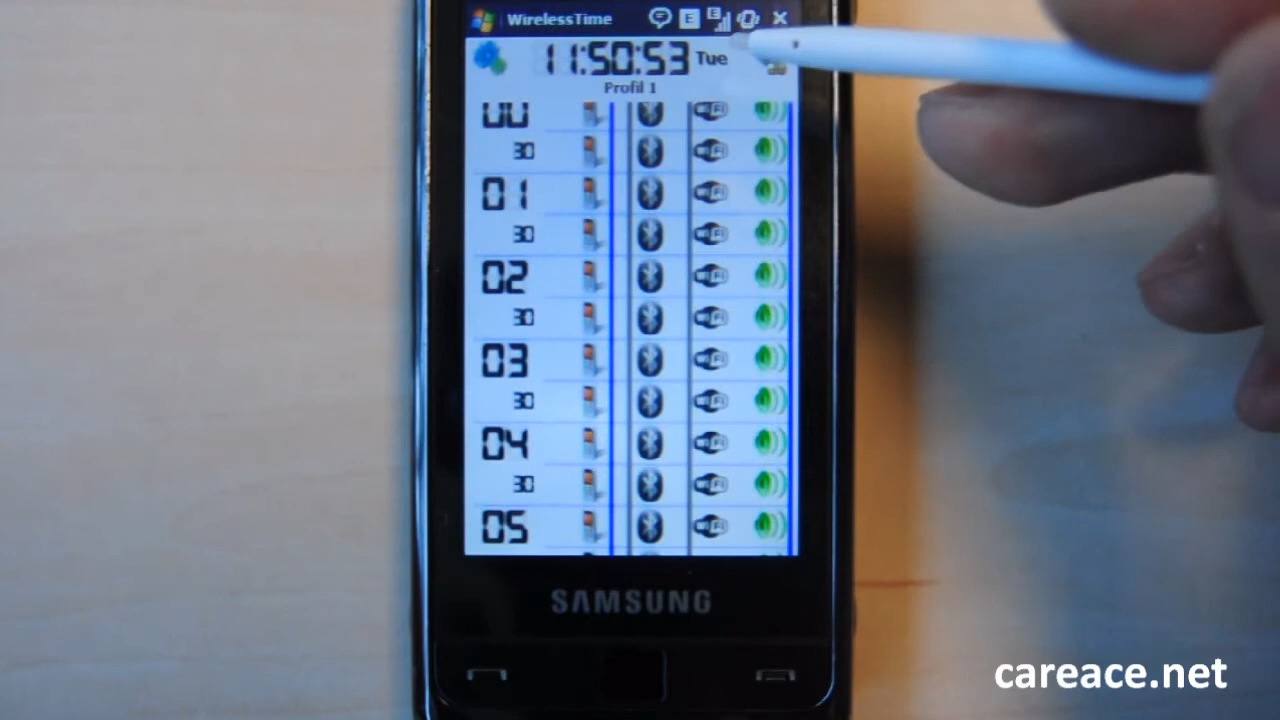 WirelessTime
11:50:53 Tue
Profil 1
00
30
01
30
02
30
03
30
04
30
05
SAMSUNG
careace.net